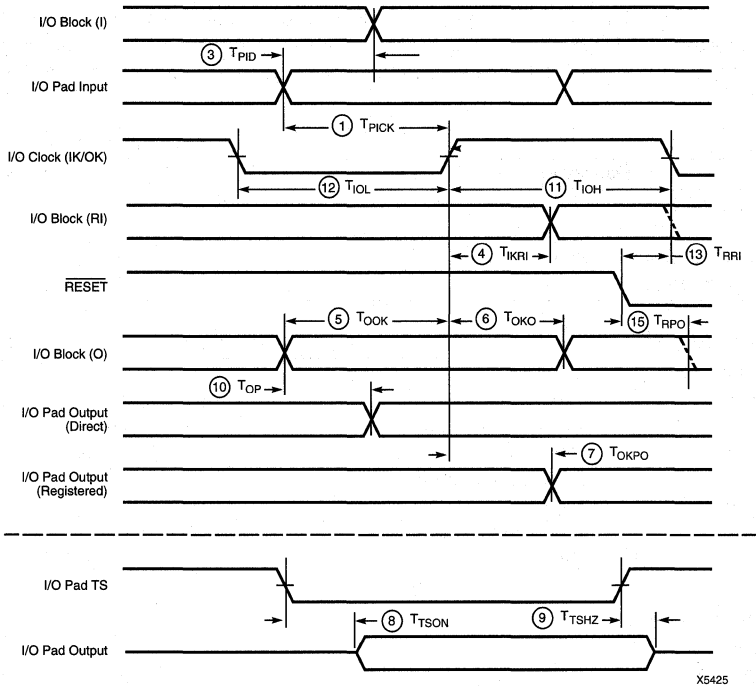 I/O Block (I)
3 TPID
I/O Pad Input
1 TPICK
I/O Clock (IK/OK)
12 TIOL
11 TIOH
I/O Block (RI)
4 TIKRI
13 TRRI
RESET
5 TOOK
6 TOKO
15 TRPO
I/O Block (O)
10 TOP
I/O Pad Output
(Direct)
7 TOKPO
I/O Pad Output
(Registered)
I/O Pad TS
8 TTSON
9 TTSHZ
I/O Pad Output
X5425